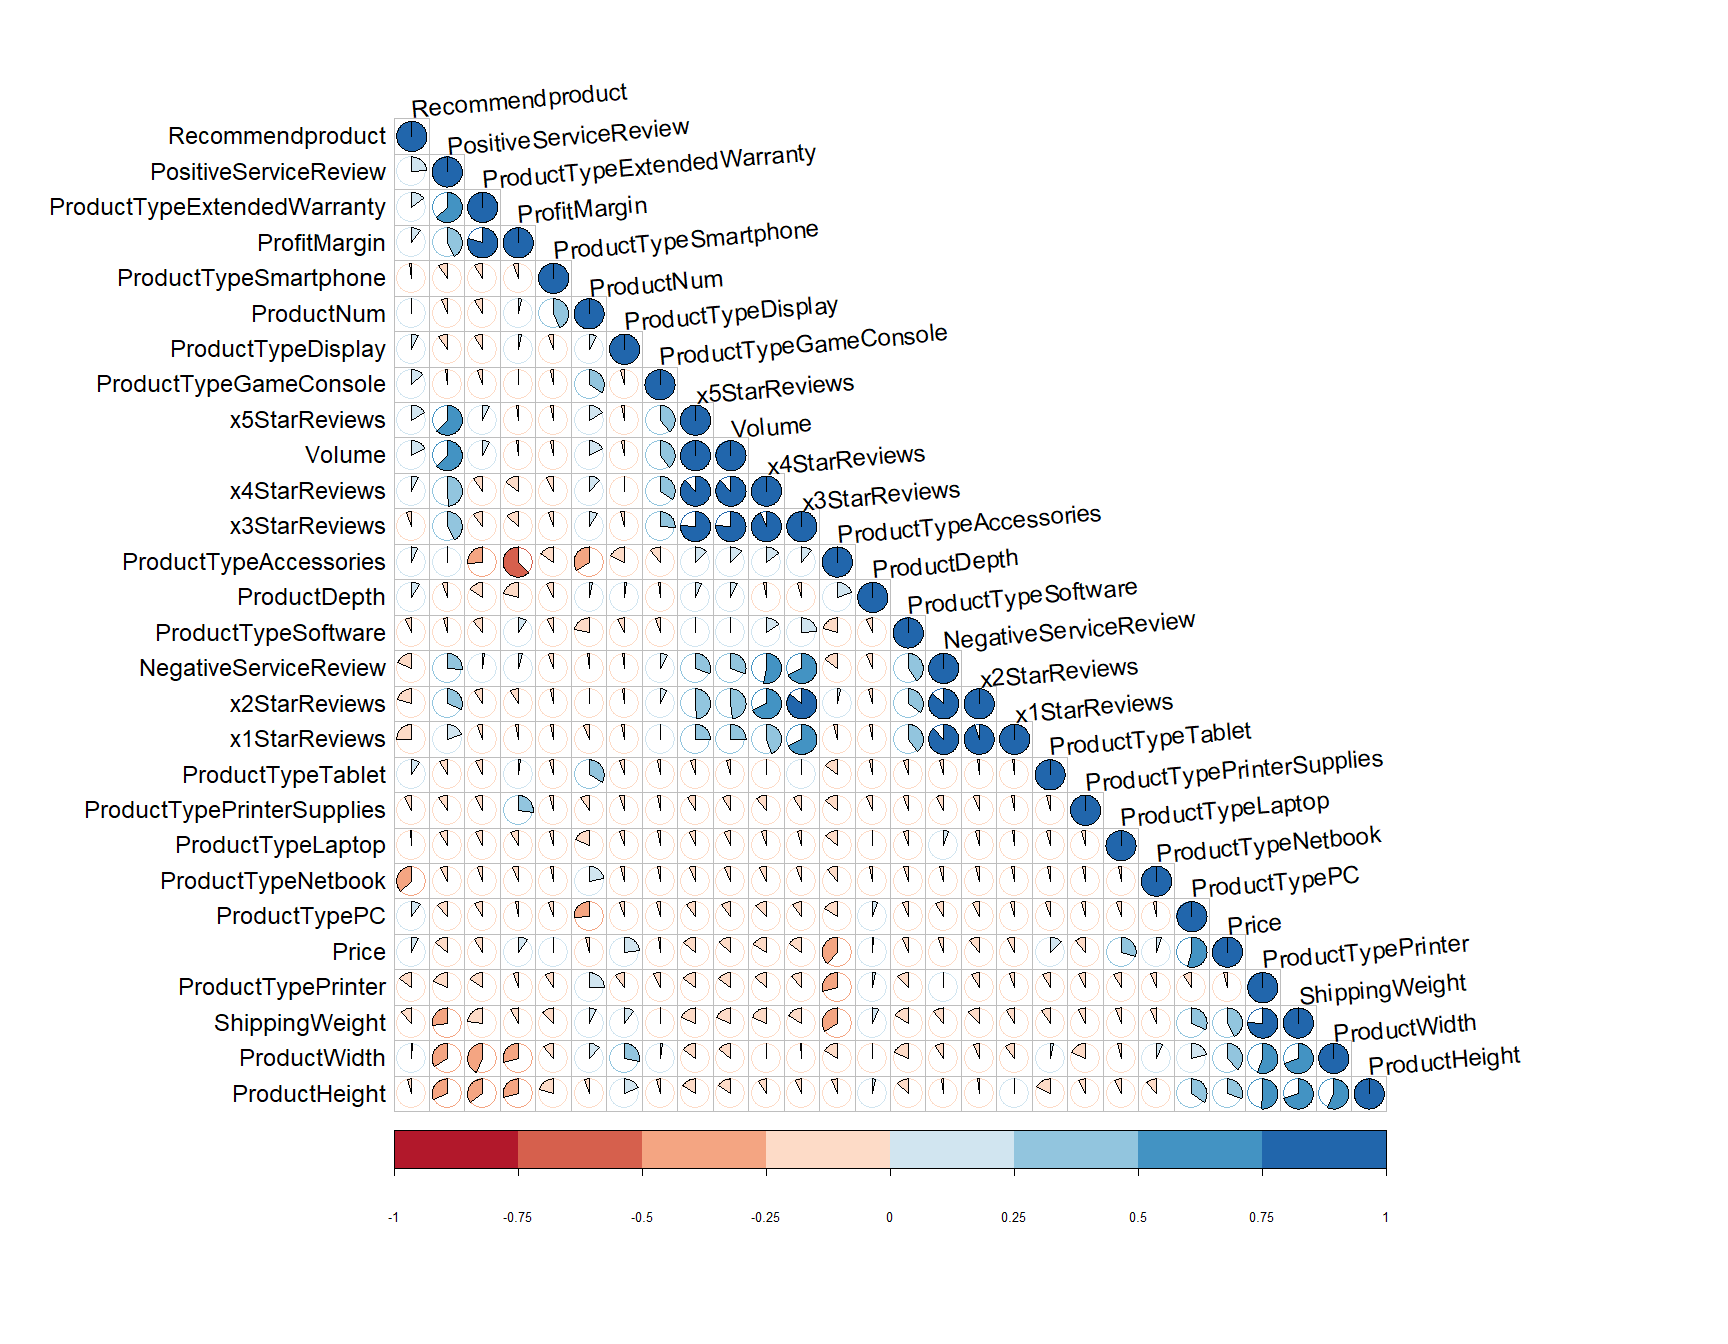 Recommendproduct
PositiveServiceReview
ProductTypeExtendedWarranty
ProfitMargin
ProductTypeSmartphone
ProductNum
ProductTypeDisplay
ProductTypeGameConsole
x5StarReviews
Volume
x4StarReviews
x3StarReviews
ProductTypeAccessories
ProductDepth
ProductTypeSoftware
NegativeServiceReview
x2StarReviews
x1StarReviews
ProductTypeTablet
ProductTypePrinterSupplies
ProductTypeLaptop
ProductTypeNetbook
ProductTypePC
Price
ProductTypePrinter
ShippingWeight
ProductWidth
ProductHeight
Recommendproduct
PositiveServiceReview
ProductTypeExtendedWarranty
ProfitMargin
ProductTypeSmartphone
ProductNum
ProductTypeDisplay
ProductTypeGameConsole
x5StarReviews
Volume
x4StarReviews
x3StarReviews
ProductTypeAccessories
ProductDepth
ProductTypeSoftware
NegativeServiceReview
x2StarReviews
x1StarReviews
ProductTypeTablet
ProductTypePrinterSupplies
ProductTypeLaptop
ProductTypeNetbook
ProductTypePC
Price
ProductTypePrinter
ShippingWeight
ProductWidth
ProductHeight
-1 -0.75 -0.5 -0.25 0 0.25 0.5 0.75 1